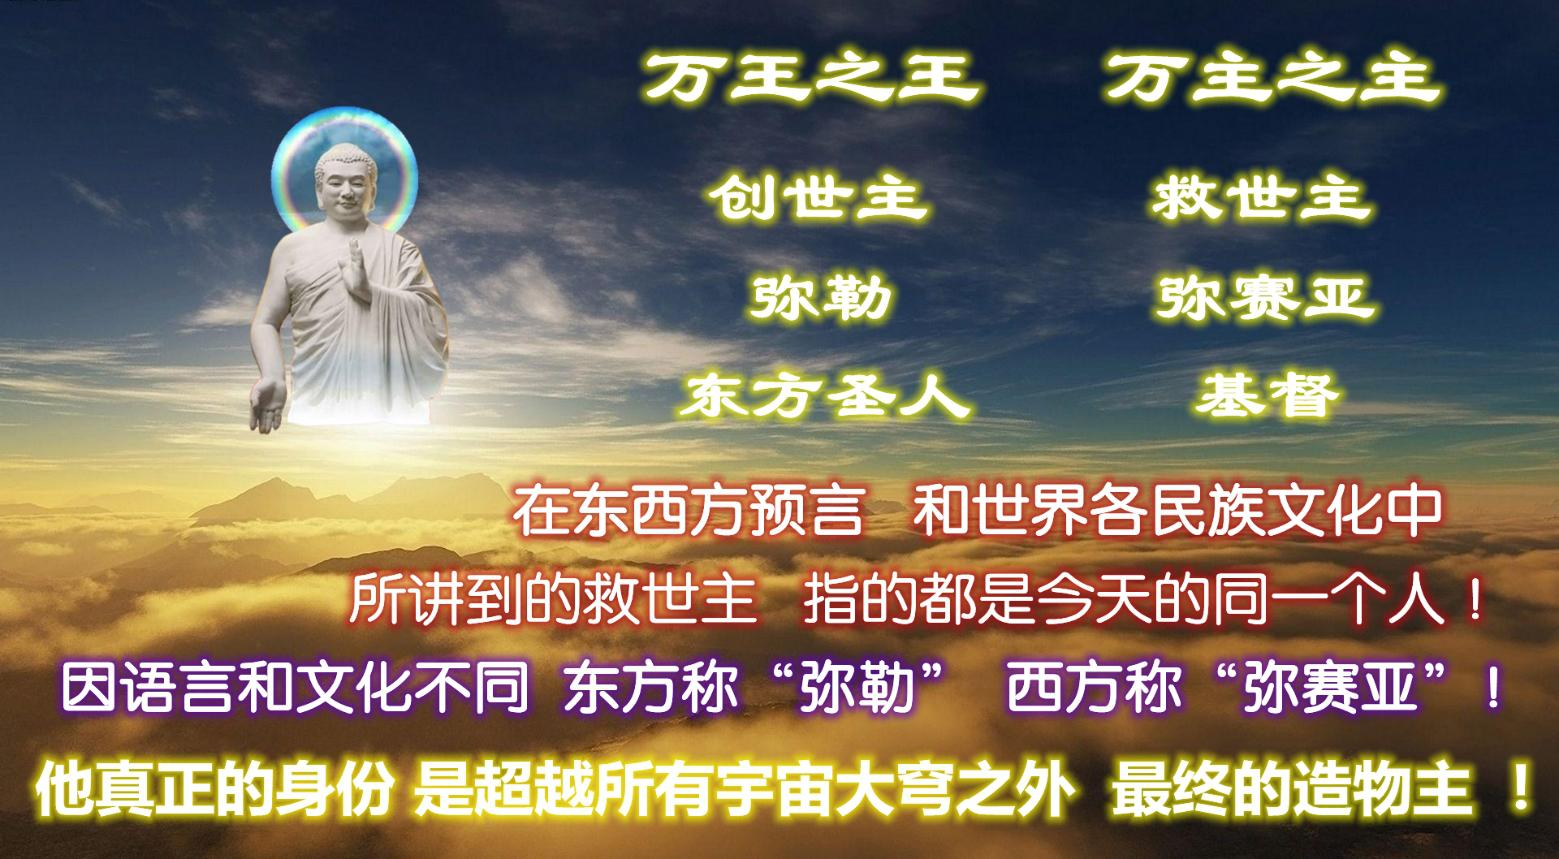 万王之王 万主之主
创世主 救世主
弥勒 弥赛亚
东方圣人 基督
在东西方预言 和世界各民族文化中
所讲到的救世主 指的都是今天的同一个人！
因语言和文化不同 东方称“弥勒” 西方称“弥赛亚”！
他真正的身份 是超越所有宇宙大穹之外 最终的造物主 ！